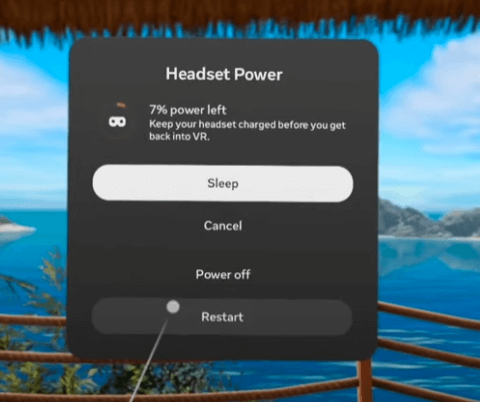 Headset Power
7% power left
Keep your headset charged before you get
back into VR.
Sleep
Cancel
Power off
Restart